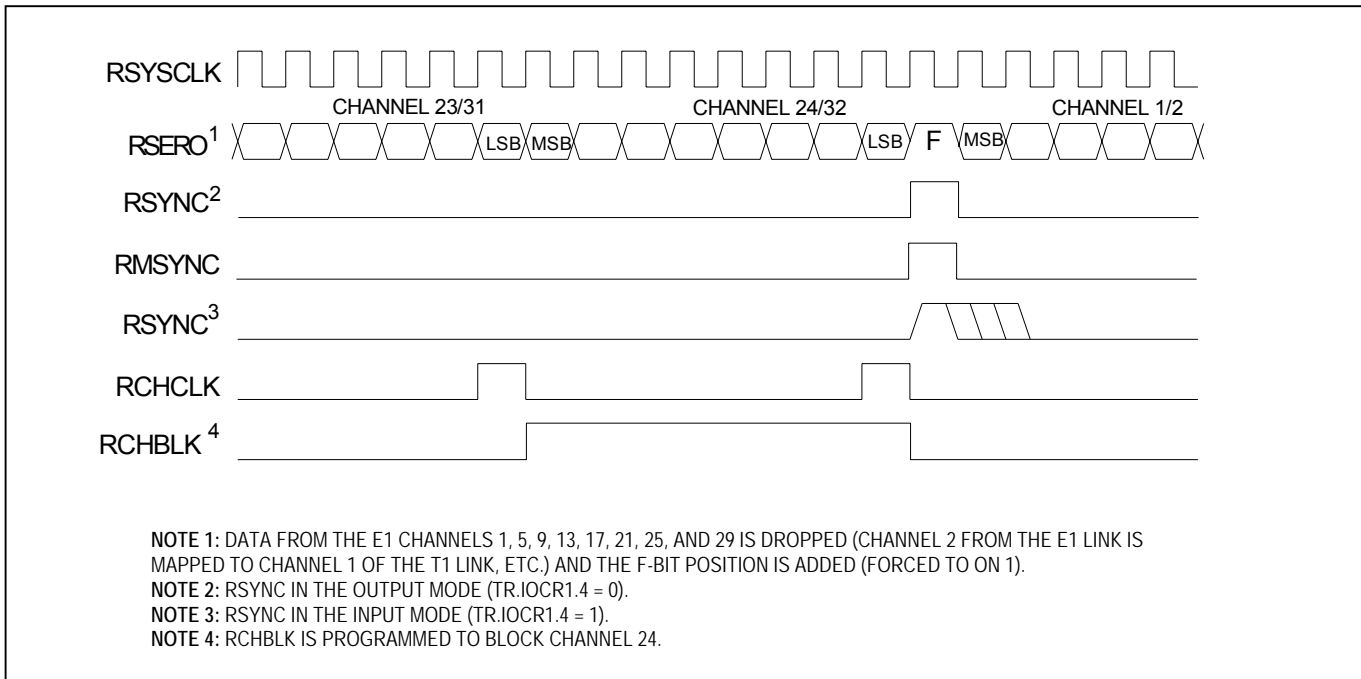 RSYSCLK
CHANNEL 23/31 CHANNEL 24/32 CHANNEL 1/2
RSERO1 LSB MSB LSB F MSB
RSYNC2
RMSYNC
RSYNC3
RCHCLK
RCHBLK 4
NOTE 1: DATA FROM THE E1 CHANNELS 1, 5, 9, 13, 17, 21, 25, AND 29 IS DROPPED (CHANNEL 2 FROM THE E1 LINK IS
MAPPED TO CHANNEL 1 OF THE T1 LINK, ETC.) AND THE F-BIT POSITION IS ADDED (FORCED TO ON 1).
NOTE 2: RSYNC IN THE OUTPUT MODE (TR.IOCR1.4 = 0).
NOTE 3: RSYNC IN THE INPUT MODE (TR.IOCR1.4 = 1).
NOTE 4: RCHBLK IS PROGRAMMED TO BLOCK CHANNEL 24.